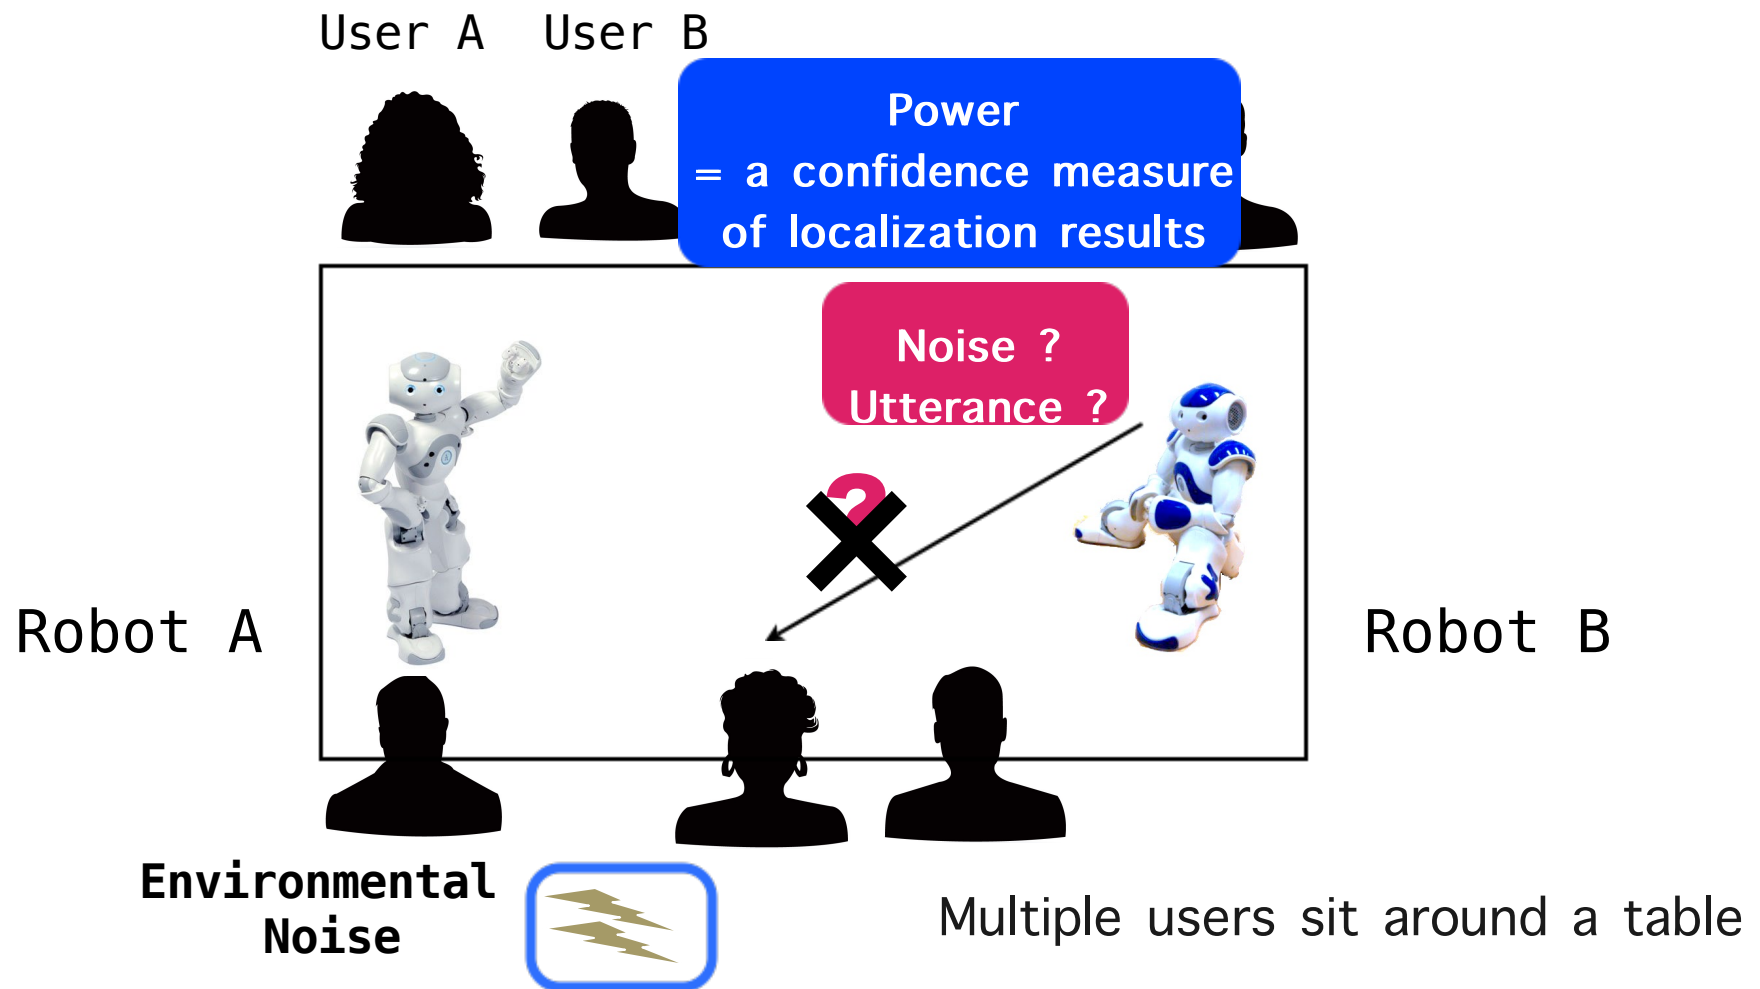 User A User B
Power
= a confidence measure
of localization results
Noise ?
Utterance ?
?
Robot A
Robot B
Environmental
Noise
Multiple users sit around a table